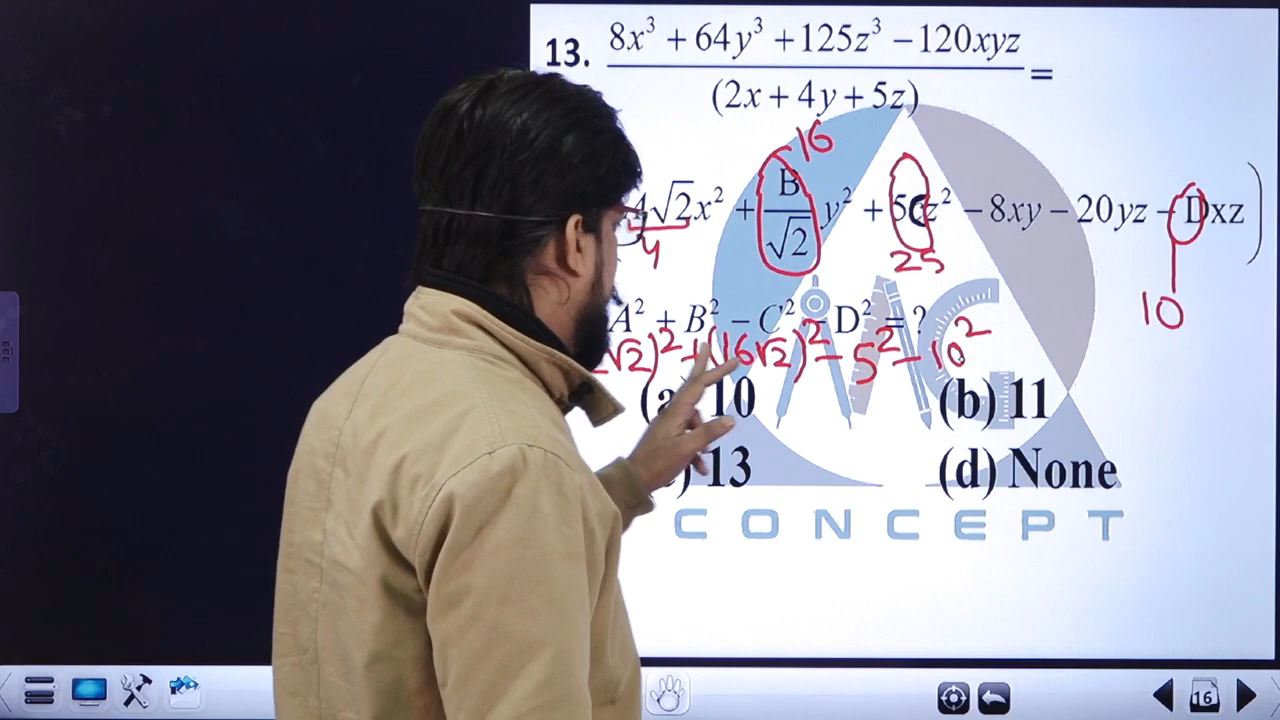 13. 8x³ + 64y³ + 125z³ − 120xyz
(2x + 4y + 5z) =
16
A√2x² + B/√2 y² + 5Cz² − 8xy − 20yz − Dxz)
4 25 10
A² + B² − C² − D² = ?
√2)² + (16√2)² − 5² − 10²
(a) 10 (b) 11
) 13 (d) None
CONCEPT
16